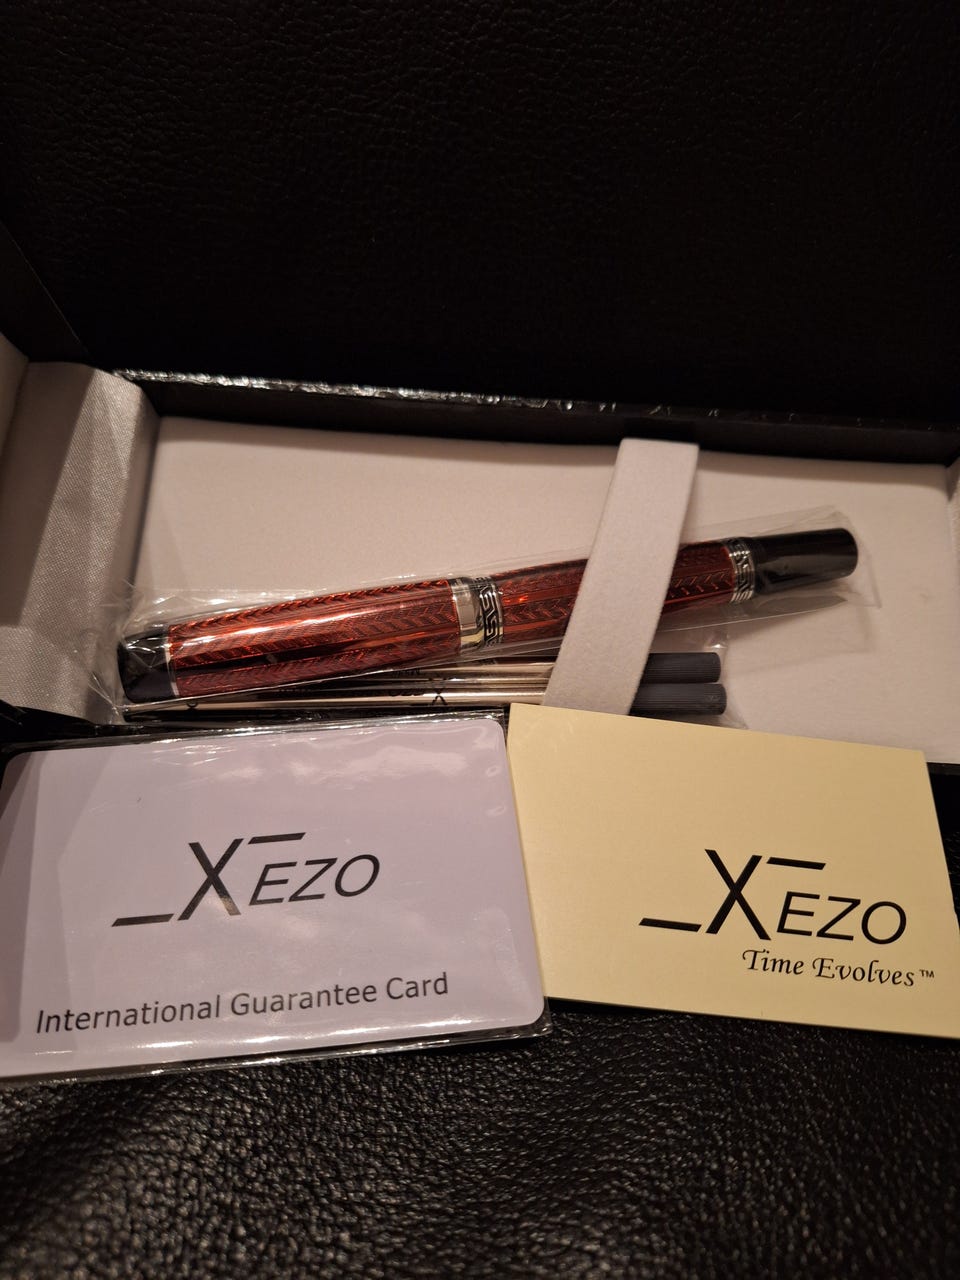 XEZO
International Guarantee Card
XEZO
Time Evolves™